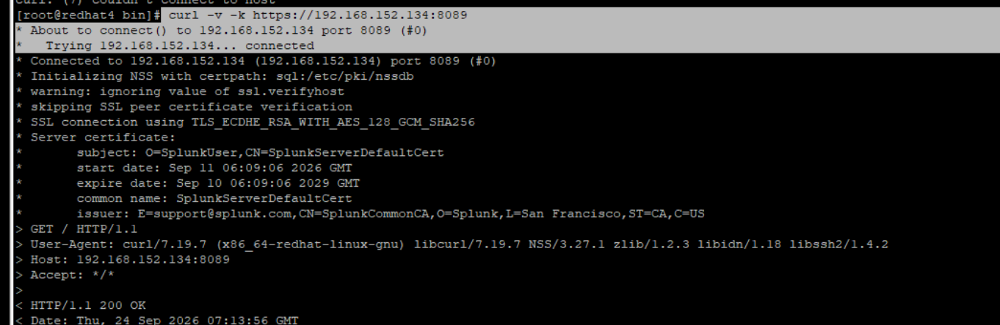 curl: (7) couldn't connect to host
[root@redhat4 bin]# curl -v -k https://192.168.152.134:8089
* About to connect() to 192.168.152.134 port 8089 (#0)
*   Trying 192.168.152.134... connected
* Connected to 192.168.152.134 (192.168.152.134) port 8089 (#0)
* Initializing NSS with certpath: sql:/etc/pki/nssdb
* warning: ignoring value of ssl.verifyhost
* skipping SSL peer certificate verification
* SSL connection using TLS_ECDHE_RSA_WITH_AES_128_GCM_SHA256
* Server certificate:
*       subject: O=SplunkUser,CN=SplunkServerDefaultCert
*       start date: Sep 11 06:09:06 2026 GMT
*       expire date: Sep 10 06:09:06 2029 GMT
*       common name: SplunkServerDefaultCert
*       issuer: E=support@splunk.com,CN=SplunkCommonCA,O=Splunk,L=San Francisco,ST=CA,C=US
> GET / HTTP/1.1
> User-Agent: curl/7.19.7 (x86_64-redhat-linux-gnu) libcurl/7.19.7 NSS/3.27.1 zlib/1.2.3 libidn/1.18 libssh2/1.4.2
> Host: 192.168.152.134:8089
> Accept: */*
>
< HTTP/1.1 200 OK
< Date: Thu, 24 Sep 2026 07:13:56 GMT